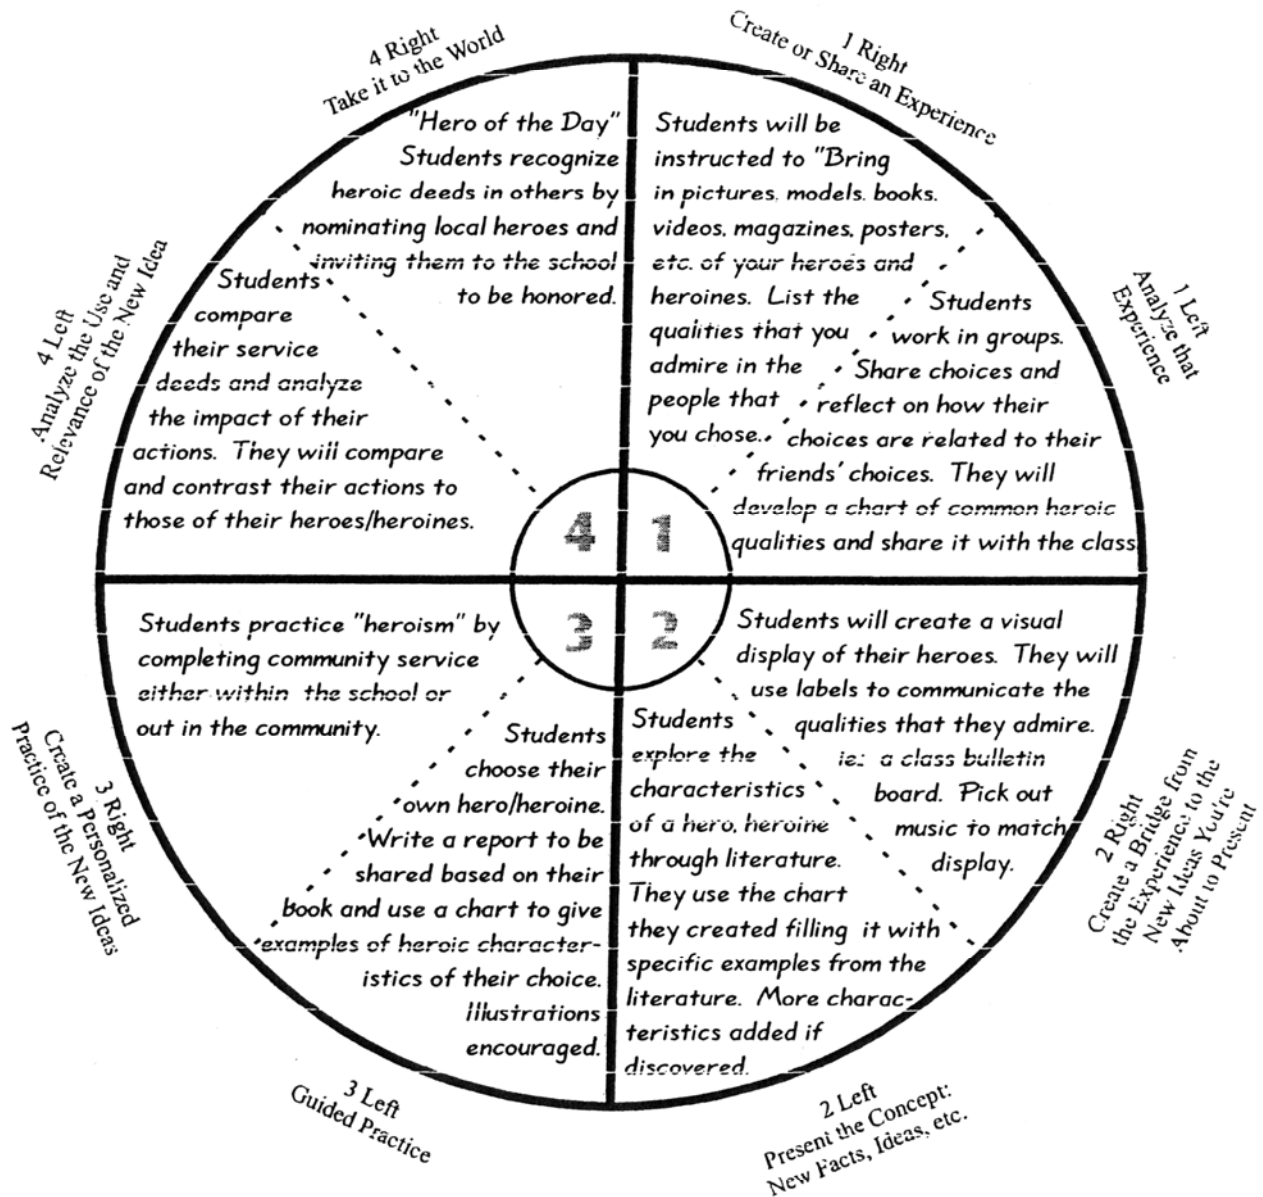 1 Right
Create or Share an Experience
Students will be
instructed to "Bring
in pictures, models, books,
videos, magazines, posters,
etc. of your heroes and
heroines. List the
qualities that you
admire in the
people that
you chose.
1 Left
Analyze that
Experience
Students
work in groups.
Share choices and
reflect on how their
choices are related to their
friends' choices. They will
develop a chart of common heroic
qualities and share it with the class
2 Right
Create a Bridge from
the Experience to the
New Ideas You're
About to Present
Students will create a visual
display of their heroes. They will
use labels to communicate the
qualities that they admire.
ie: a class bulletin
board. Pick out
music to match
display.
2 Left
Present the Concept:
New Facts, Ideas, etc.
Students
explore the
characteristics
of a hero, heroine
through literature.
They use the chart
they created filling it with
specific examples from the
literature. More charac-
teristics added if
discovered.
3 Left
Guided Practice
Students
choose their
own hero/heroine.
Write a report to be
shared based on their
book and use a chart to give
examples of heroic character-
istics of their choice.
Illustrations
encouraged.
3 Right
Create a Personalized
Practice of the New Ideas
Students practice "heroism" by
completing community service
either within the school or
out in the community.
4 Left
Analyze the Use and
Relevance of the New Idea
Students
compare
their service
deeds and analyze
the impact of their
actions. They will compare
and contrast their actions to
those of their heroes/heroines.
4 Right
Take it to the World
"Hero of the Day"
Students recognize
heroic deeds in others by
nominating local heroes and
inviting them to the school
to be honored.
4 1
3 2